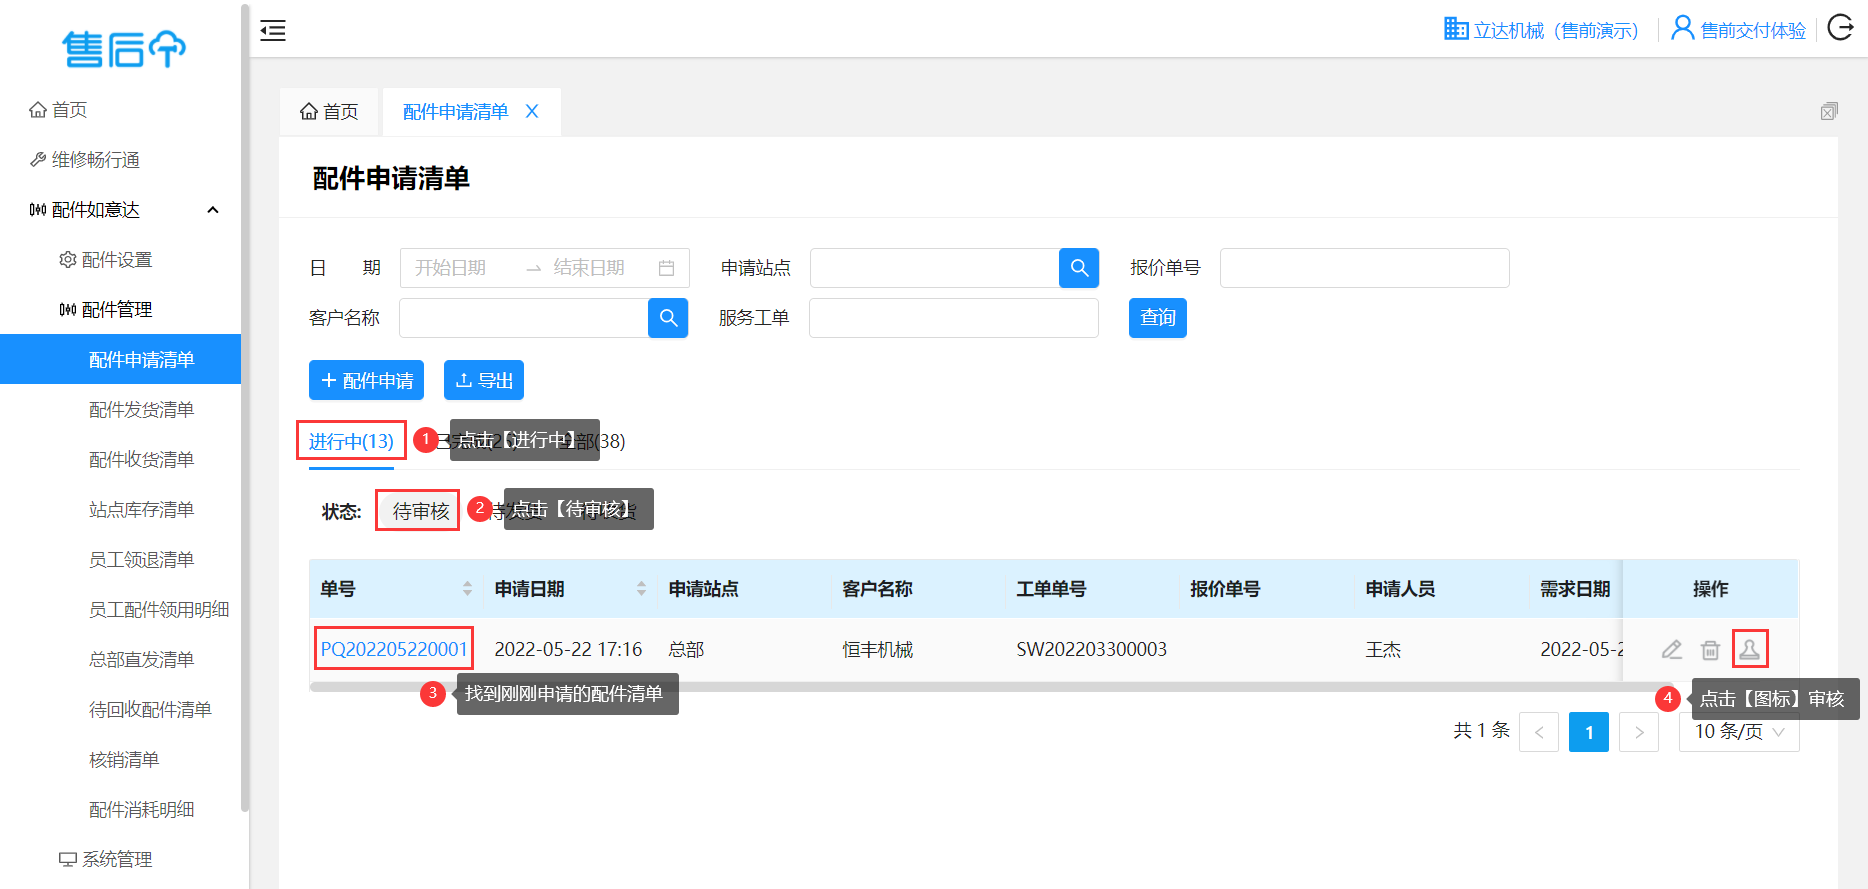 售后个
立达机械（售前演示）
售前交付体验
首页
维修畅行通
配件如意达
配件设置
配件管理
配件申请清单
配件发货清单
配件收货清单
站点库存清单
员工领退清单
员工配件领用明细
总部直发清单
待回收配件清单
核销清单
配件消耗明细
系统管理
首页
配件申请清单 X
配件申请清单
日 期 开始日期 → 结束日期
申请站点
报价单号
客户名称
服务工单
查询
+ 配件申请
导出
进行中(13)
1 点击【进行中】
全部(38)
状态:
待审核
2 点击【待审核】
单号 申请日期 申请站点 客户名称 工单单号 报价单号 申请人员 需求日期 操作
PQ202205220001 2022-05-22 17:16 总部 恒丰机械 SW202203300003 王杰 2022-05-2
3 找到刚刚申请的配件清单
4 点击【图标】审核
共 1 条 < 1 > 10 条/页